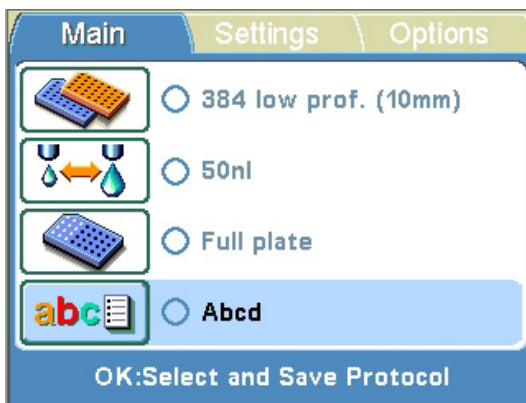 Main Settings Options
384 low prof. (10mm)
50nl
Full plate
abc Abcd
OK:Select and Save Protocol